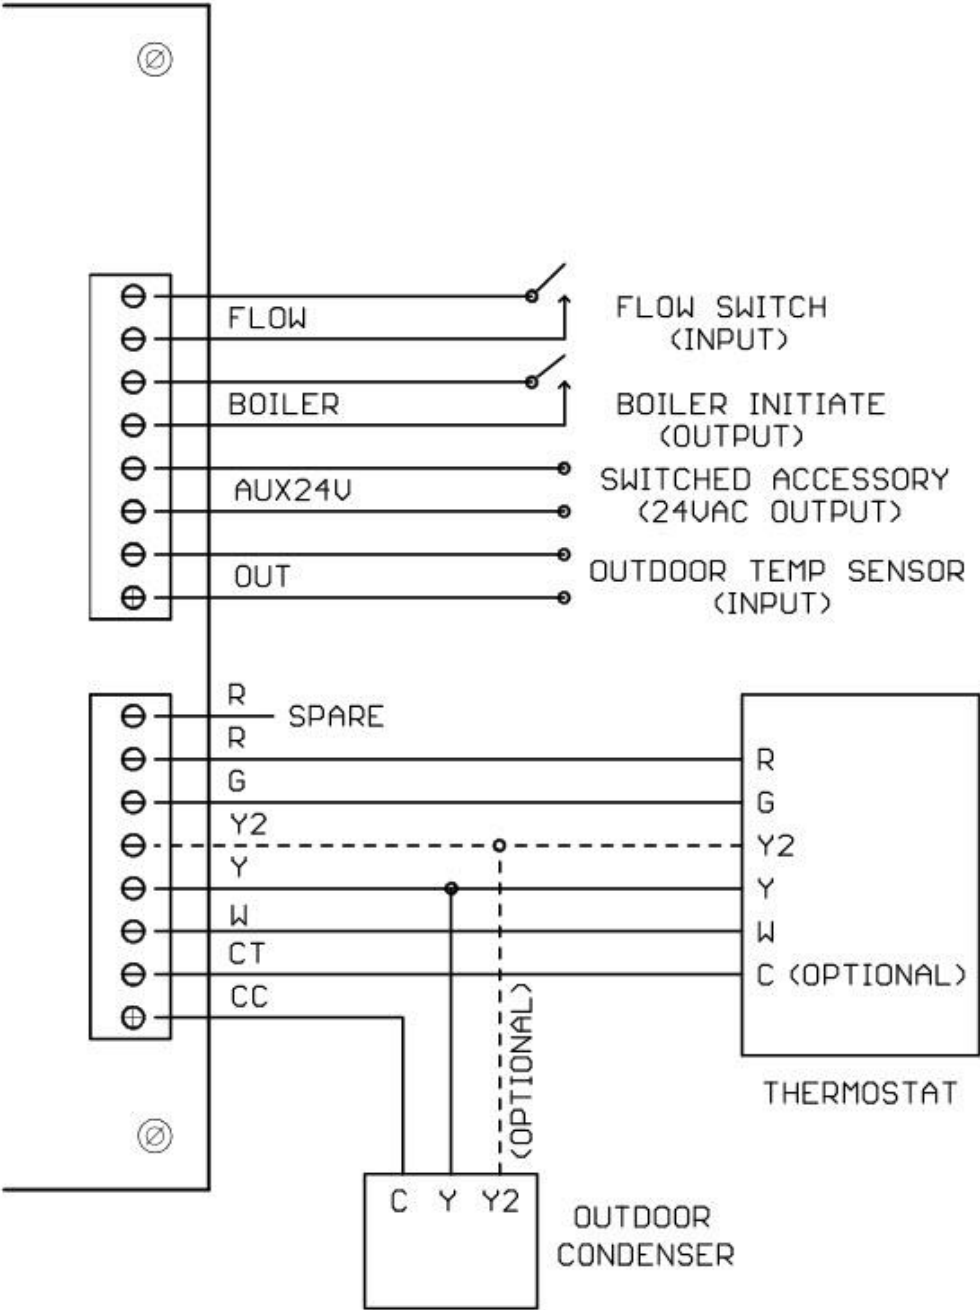 FLOW
FLOW SWITCH
(INPUT)
BOILER
BOILER INITIATE
(OUTPUT)
AUX24V
SWITCHED ACCESSORY
(24VAC OUTPUT)
OUT
OUTDOOR TEMP SENSOR
(INPUT)
R
SPARE
R
R
G
G
Y2
Y2
Y
Y
W
W
CT
C (OPTIONAL)
CC
(OPTIONAL)
THERMOSTAT
C Y Y2
OUTDOOR
CONDENSER